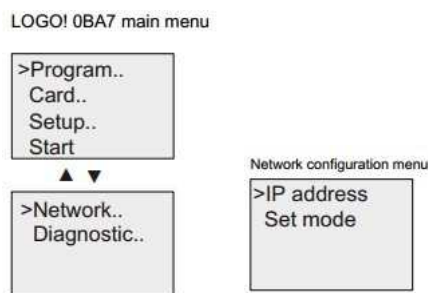 LOGO! 0BA7 main menu
>Program..
Card..
Setup..
Start
▲ ▼
>Network..
Diagnostic..
Network configuration menu
>IP address
Set mode